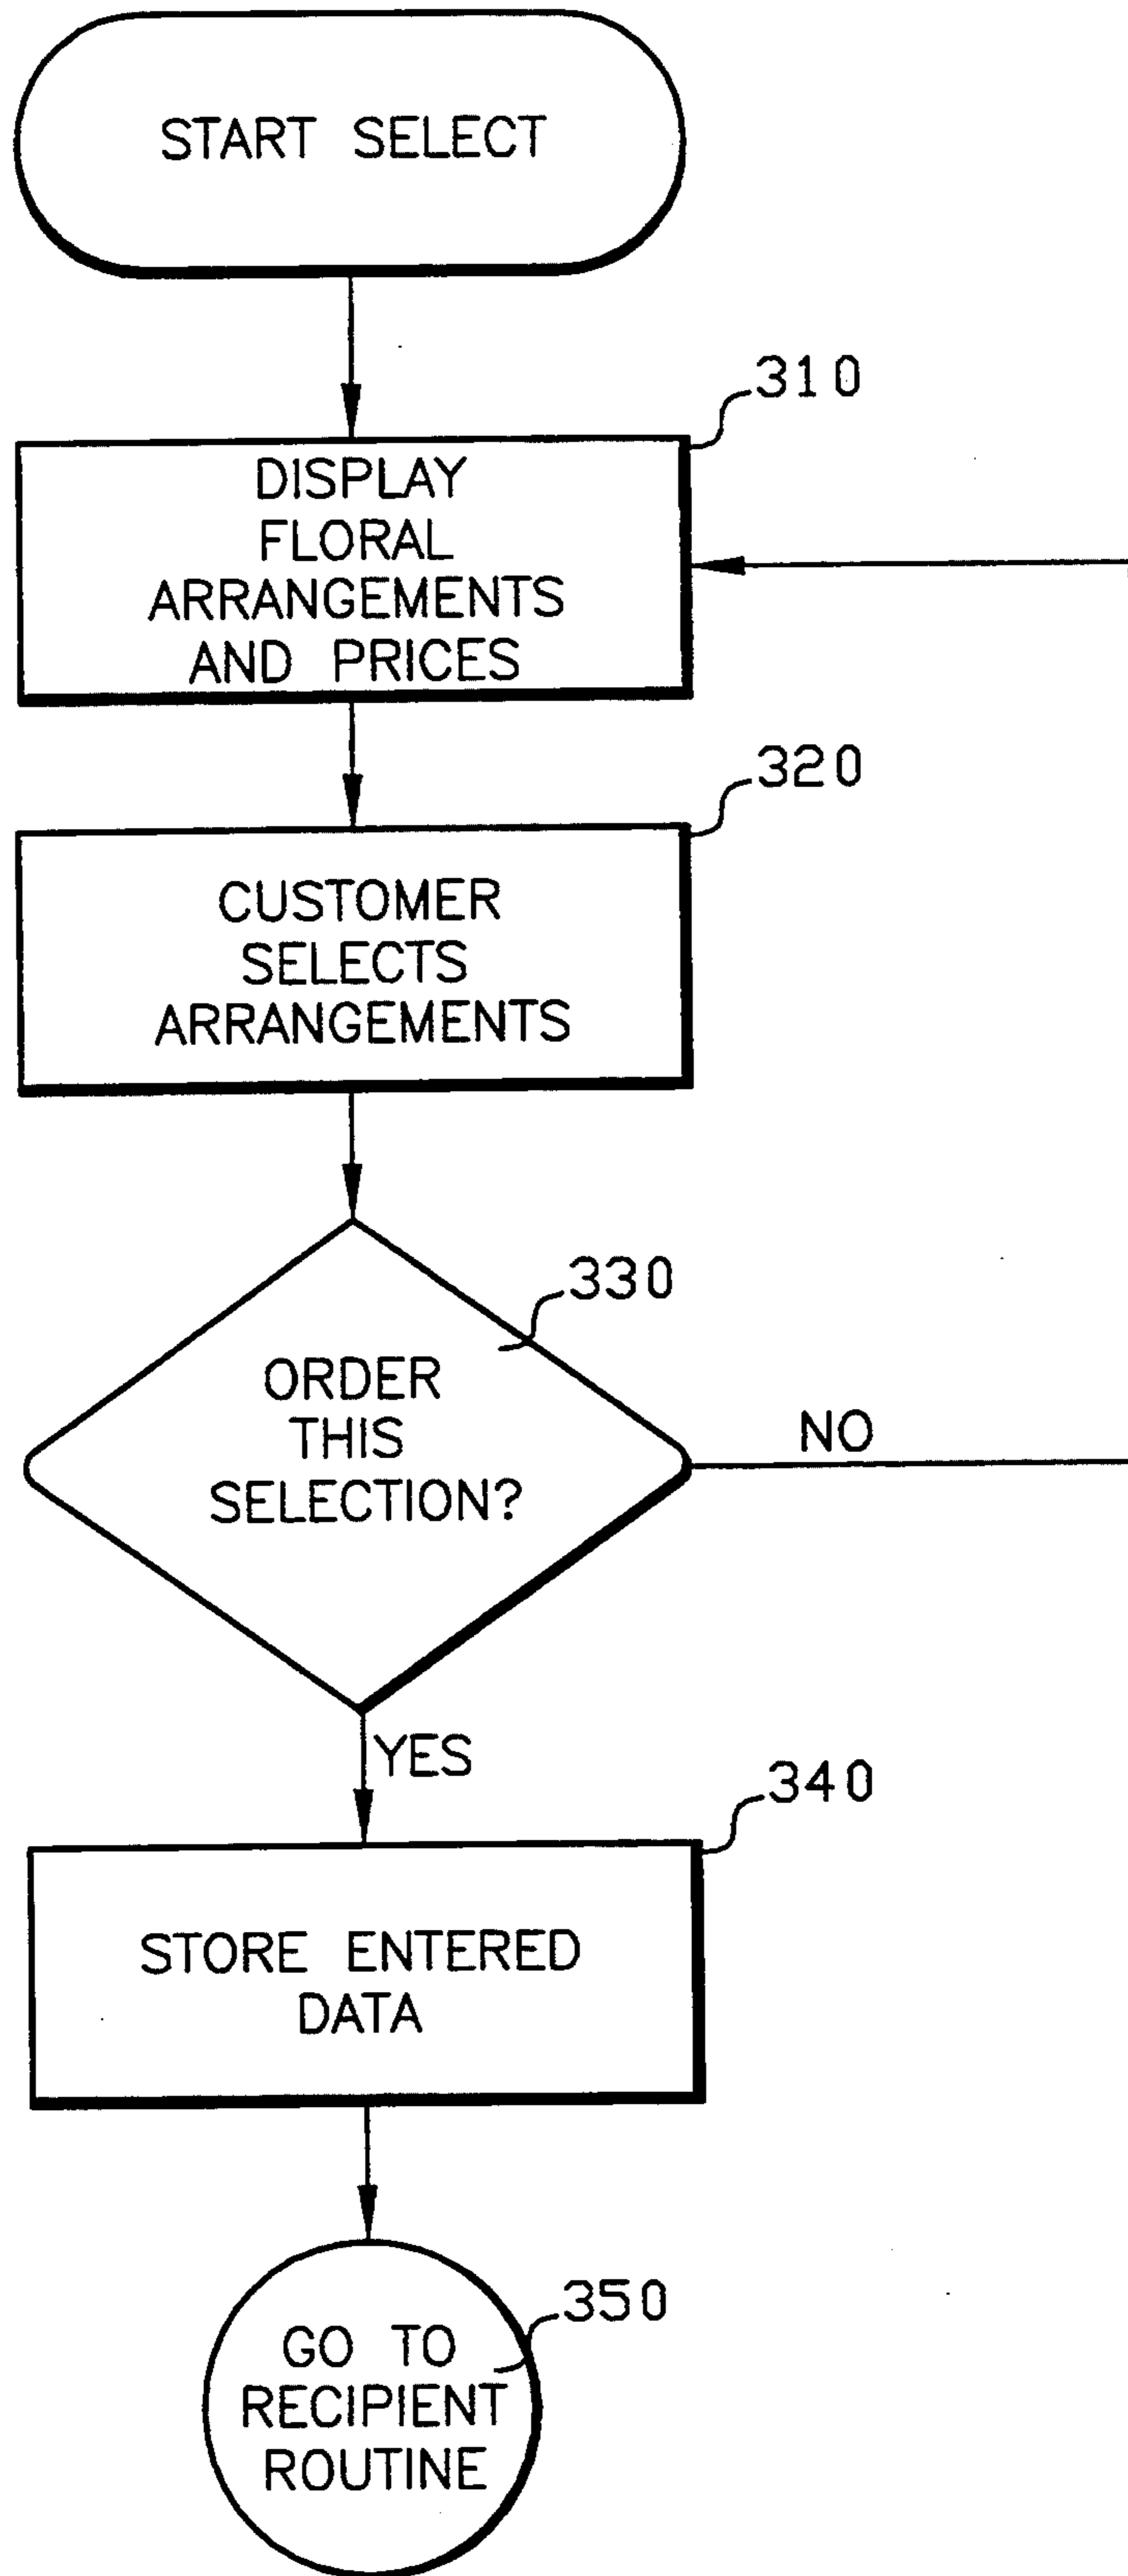 START SELECT
310
DISPLAY
FLORAL
ARRANGEMENTS
AND PRICES
320
CUSTOMER
SELECTS
ARRANGEMENTS
330
ORDER
THIS
SELECTION?
NO
YES
340
STORE ENTERED
DATA
350
GO TO
RECIPIENT
ROUTINE